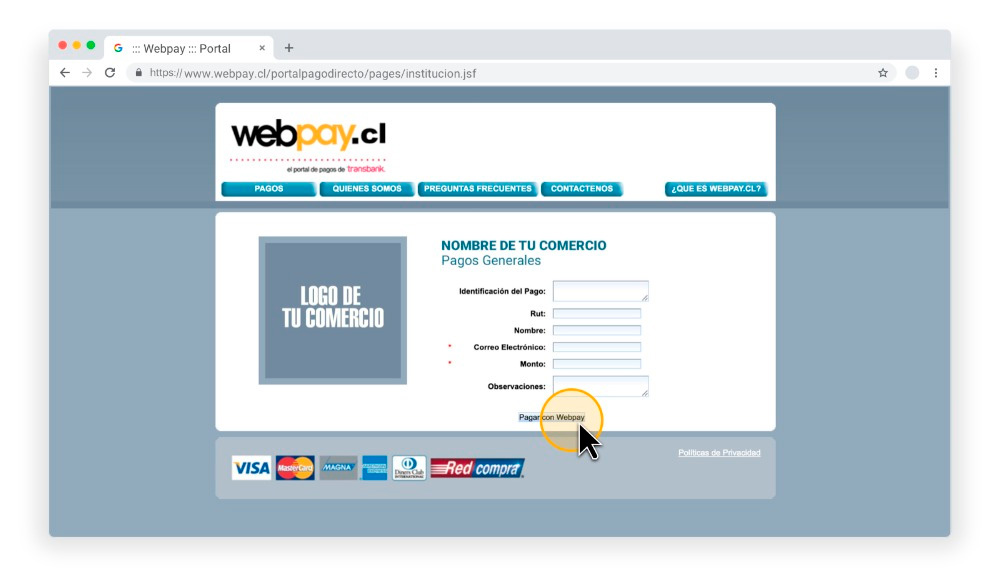 ::: Webpay ::: Portal
https://www.webpay.cl/portalpagodirecto/pages/institucion.jsf
webpay.cl
el portal de pagos de transbank.
PAGOS QUIENES SOMOS PREGUNTAS FRECUENTES CONTACTENOS ¿QUE ES WEBPAY.CL?
NOMBRE DE TU COMERCIO
Pagos Generales
LOGO DE
TU COMERCIO
Identificación del Pago:
Rut:
Nombre:
* Correo Electrónico:
* Monto:
Observaciones:
Pagar con Webpay
VISA MasterCard MAGNA AMERICAN EXPRESS Diners Club INTERNATIONAL Red compra
Políticas de Privacidad